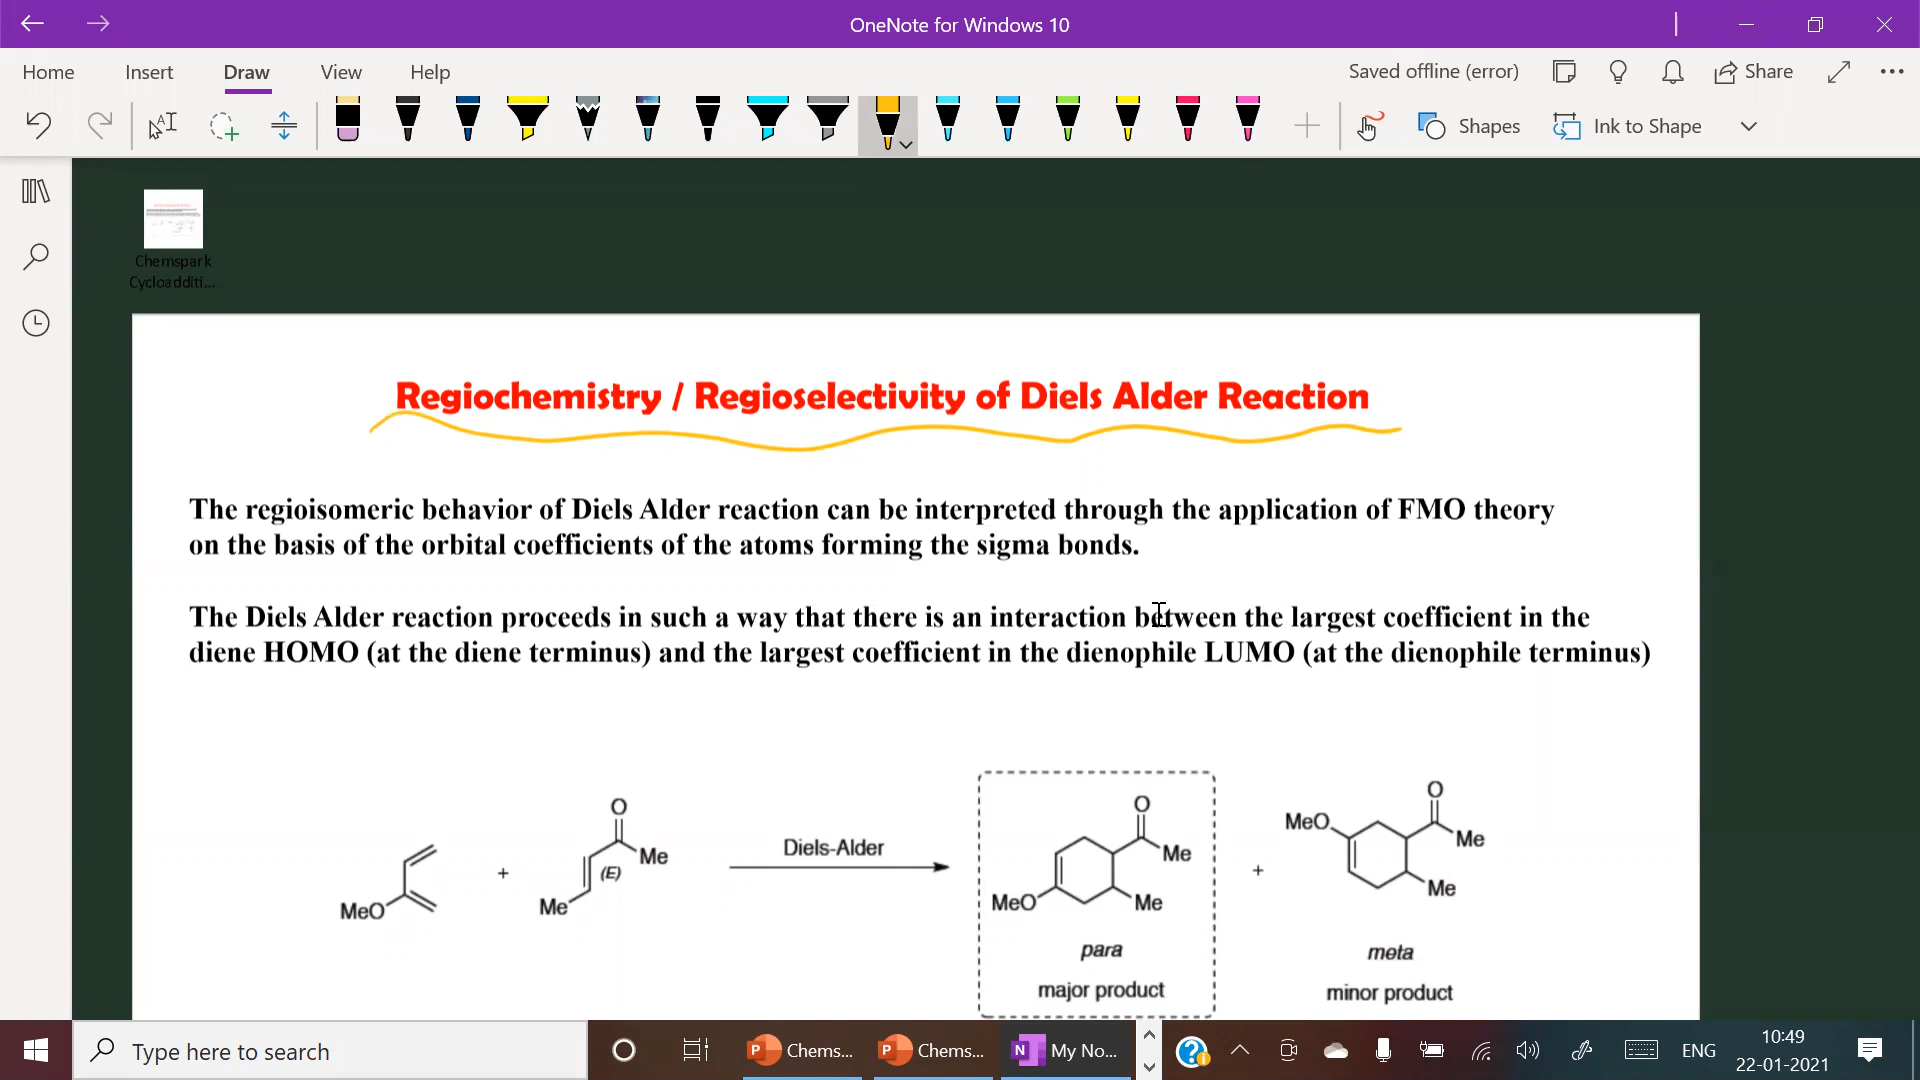 OneNote for Windows 10
Home Insert Draw View Help
Saved offline (error) Share
Shapes Ink to Shape
Chemspark
Cycloadditi...
Regiochemistry / Regioselectivity of Diels Alder Reaction
The regioisomeric behavior of Diels Alder reaction can be interpreted through the application of FMO theory
on the basis of the orbital coefficients of the atoms forming the sigma bonds.
The Diels Alder reaction proceeds in such a way that there is an interaction between the largest coefficient in the
diene HOMO (at the diene terminus) and the largest coefficient in the dienophile LUMO (at the dienophile terminus)
MeO
+
O
Me
(E)
Me
Diels-Alder
O
Me
MeO
Me
para
major product
+
O
MeO
Me
Me
meta
minor product
Type here to search
Chems...
Chems...
My No...
ENG
10:49
22-01-2021